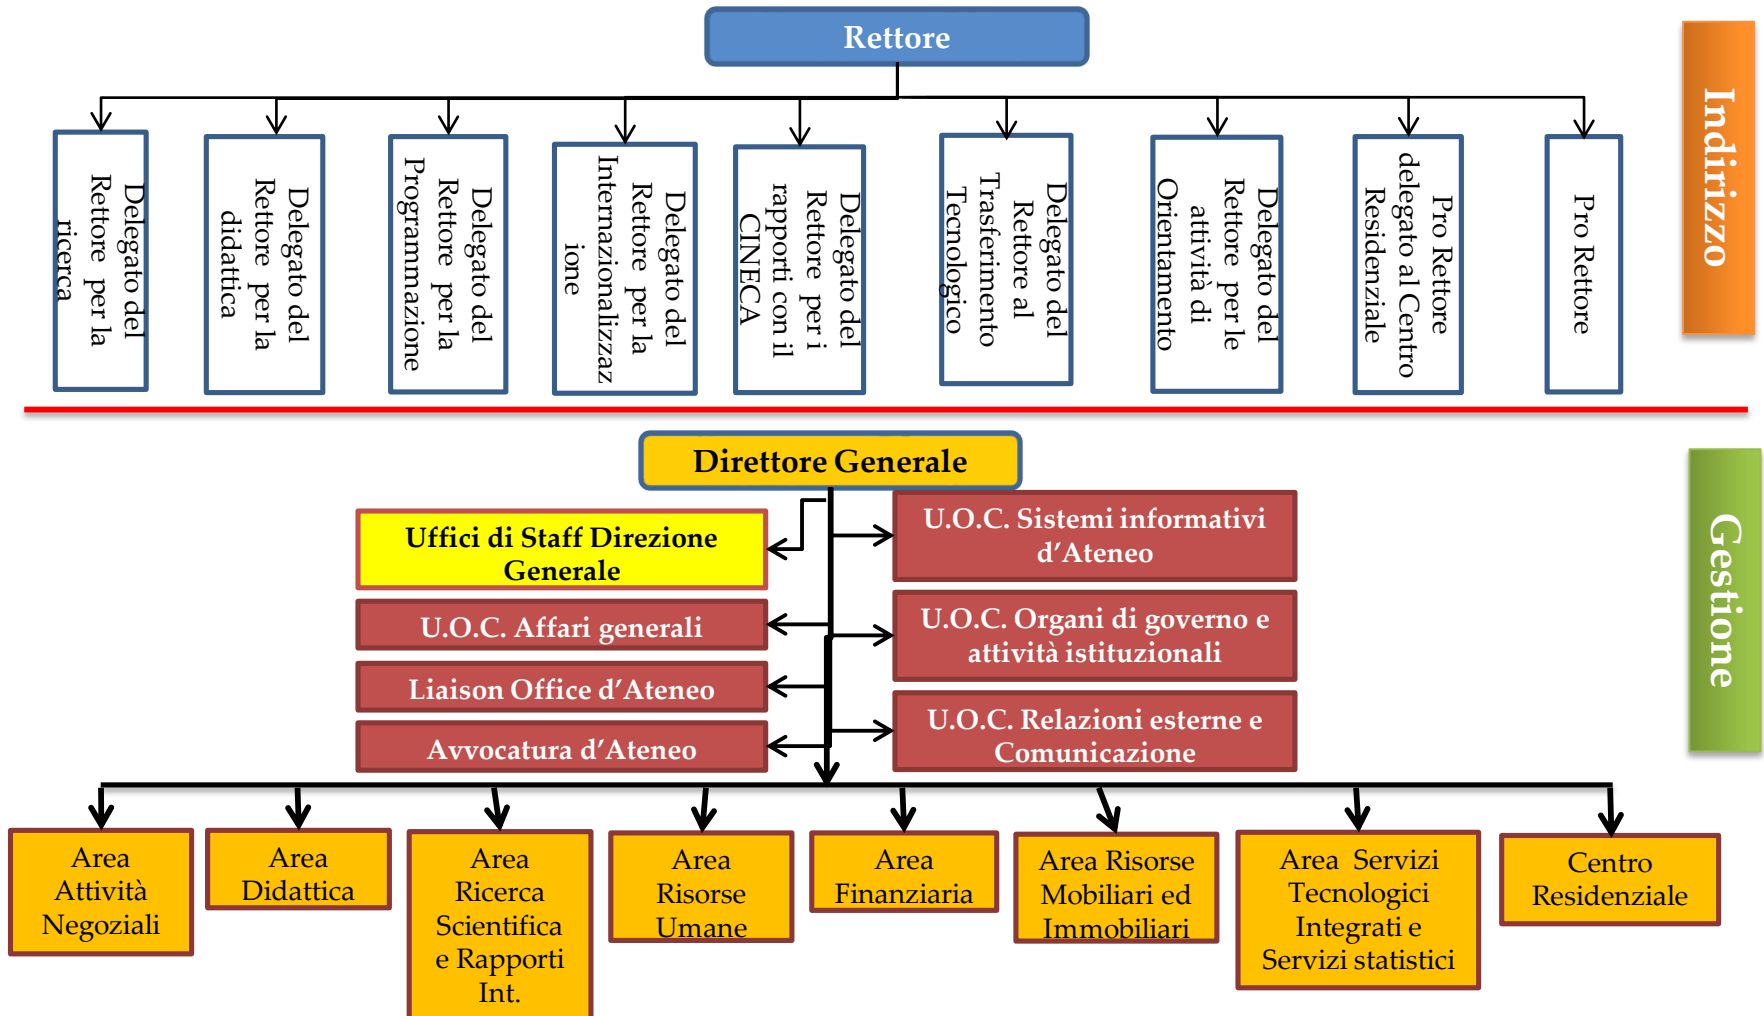 Rettore
Indirizzo
Delegato del
Rettore per la
ricerca
Delegato del
Rettore per la
didattica
Delegato del
Rettore per la
Programmazione
Delegato del
Rettore per la
Internazionalizzaz
ione
Delegato del
Rettore per i
rapporti con il
CINECA
Delegato del
Rettore al
Trasferimento
Tecnologico
Delegato del
Rettore per le
attività di
Orientamento
Pro Rettore
delegato al Centro
Residenziale
Pro Rettore
Direttore Generale
Gestione
Uffici di Staff Direzione
Generale
U.O.C. Sistemi informativi
d’Ateneo
U.O.C. Affari generali
U.O.C. Organi di governo e
attività istituzionali
Liaison Office d’Ateneo
U.O.C. Relazioni esterne e
Comunicazione
Avvocatura d’Ateneo
Area
Attività
Negoziali
Area
Didattica
Area
Ricerca
Scientifica
e Rapporti
Int.
Area
Risorse
Umane
Area
Finanziaria
Area Risorse
Mobiliari ed
Immobiliari
Area Servizi
Tecnologici
Integrati e
Servizi statistici
Centro
Residenziale